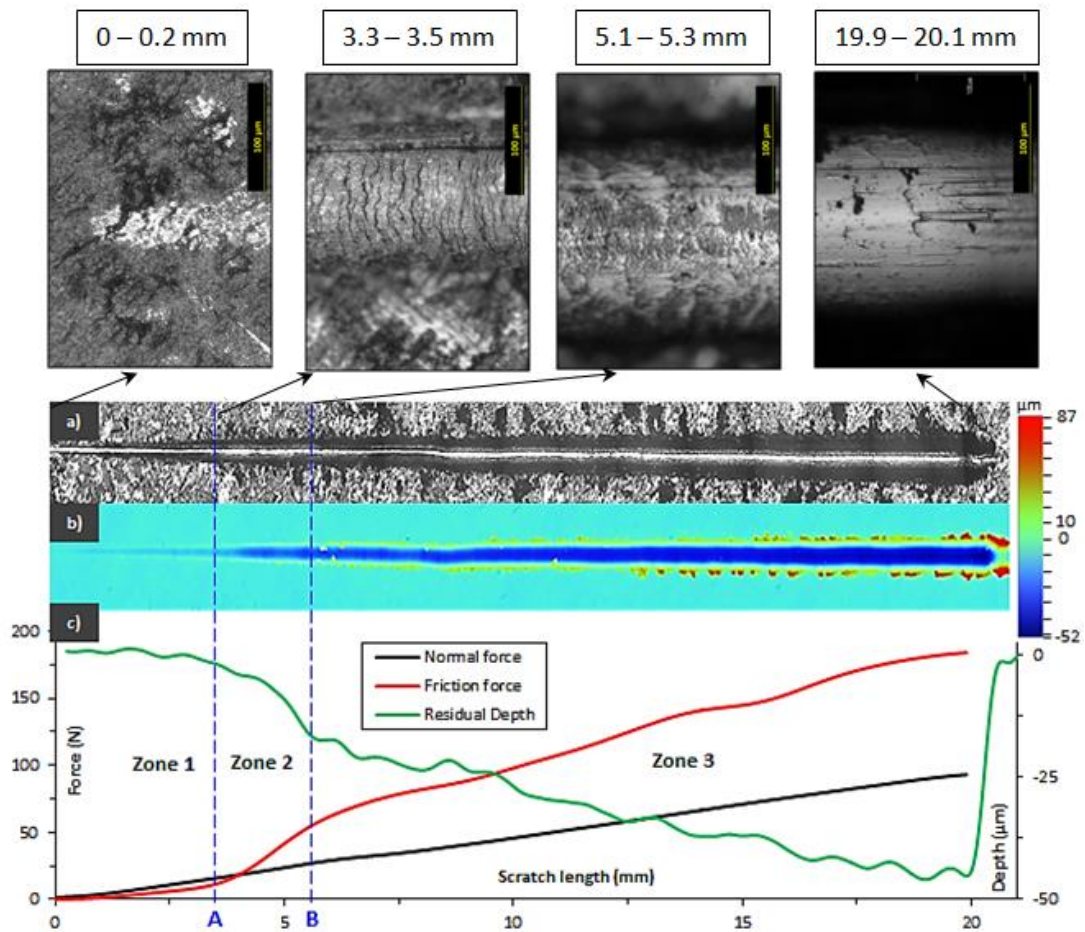 0 – 0.2 mm
3.3 – 3.5 mm
5.1 – 5.3 mm
19.9 – 20.1 mm
100 µm
100 µm
100 µm
100 µm
a)
µm
87
10
0
-52
b)
c)
200
150
100
50
0
Force (N)
Normal force
Friction force
Residual Depth
Zone 1
Zone 2
Zone 3
0
-25
-50
Depth (µm)
Scratch length (mm)
0
A
5
B
10
15
20